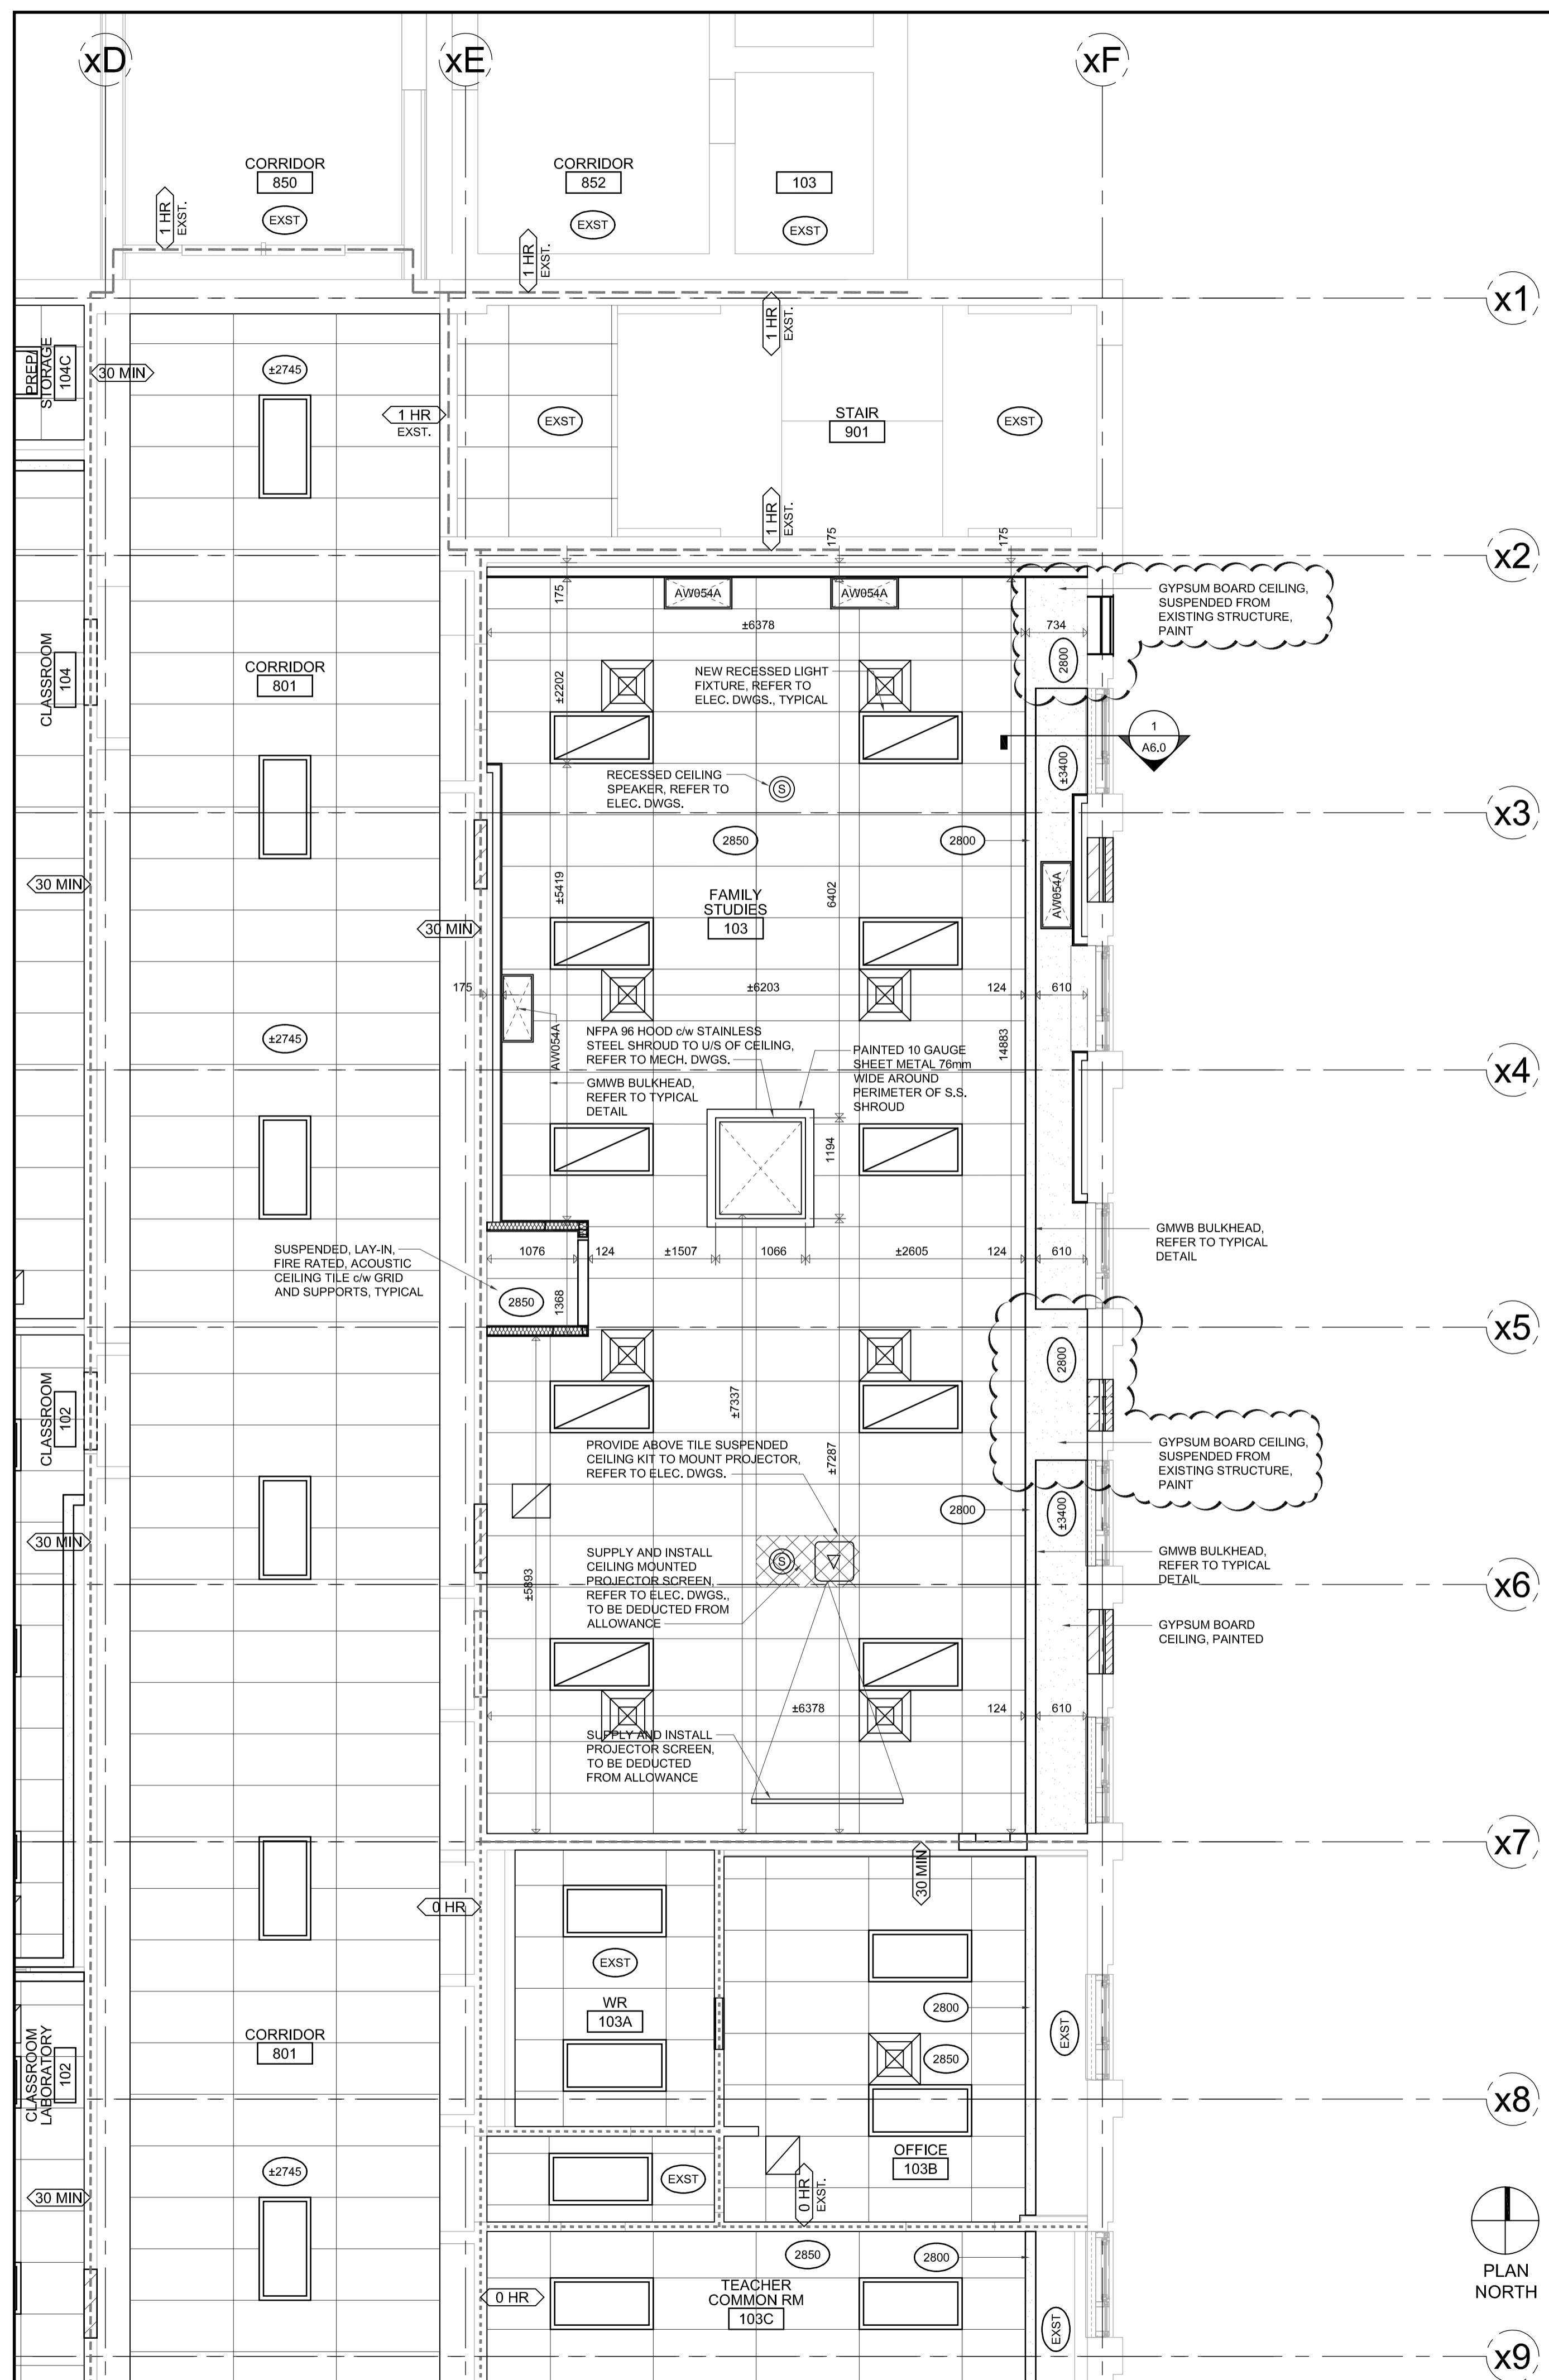 xD
xE
xF
CORRIDOR
850
EXST
CORRIDOR
852
EXST
103
EXST
1 HR
EXST.
1 HR
EXST.
x1
1 HR
EXST.
PREP/
STORAGE
104C
30 MIN
±2745
1 HR
EXST.
EXST
STAIR
901
EXST
1 HR
EXST.
175
175
x2
175
AW054A
AW054A
GYPSUM BOARD CEILING,
SUSPENDED FROM
EXISTING STRUCTURE,
PAINT
±6378
734
2800
CLASSROOM
104
CORRIDOR
801
±2202
NEW RECESSED LIGHT
FIXTURE, REFER TO
ELEC. DWGS., TYPICAL
1
A6.0
±3400
RECESSED CEILING
SPEAKER, REFER TO
ELEC. DWGS.
S
x3
2850
2800
30 MIN
±5419
FAMILY
STUDIES
103
6402
AW054A
30 MIN
175
±6203
124
610
AW054A
NFPA 96 HOOD c/w STAINLESS
STEEL SHROUD TO U/S OF CEILING,
REFER TO MECH. DWGS.
14883
±2745
PAINTED 10 GAUGE
SHEET METAL 76mm
WIDE AROUND
PERIMETER OF S.S.
SHROUD
x4
GMWB BULKHEAD,
REFER TO TYPICAL
DETAIL
1194
GMWB BULKHEAD,
REFER TO TYPICAL
DETAIL
SUSPENDED, LAY-IN,
FIRE RATED, ACOUSTIC
CEILING TILE c/w GRID
AND SUPPORTS, TYPICAL
1076
124
±1507
1066
±2605
124
610
2850
1368
x5
2800
CLASSROOM
102
±7337
PROVIDE ABOVE TILE SUSPENDED
CEILING KIT TO MOUNT PROJECTOR,
REFER TO ELEC. DWGS.
±7287
GYPSUM BOARD CEILING,
SUSPENDED FROM
EXISTING STRUCTURE,
PAINT
2800
±3400
30 MIN
SUPPLY AND INSTALL
CEILING MOUNTED
PROJECTOR SCREEN,
REFER TO ELEC. DWGS.,
TO BE DEDUCTED FROM
ALLOWANCE
S
GMWB BULKHEAD,
REFER TO TYPICAL
DETAIL
±5893
x6
GYPSUM BOARD
CEILING, PAINTED
±6378
124
610
SUPPLY AND INSTALL
PROJECTOR SCREEN,
TO BE DEDUCTED
FROM ALLOWANCE
x7
30 MIN
0 HR
EXST
WR
103A
2800
EXST
CLASSROOM
LABORATORY
102
CORRIDOR
801
2850
x8
OFFICE
103B
±2745
EXST
0 HR
EXST.
30 MIN
2850
2800
PLAN
NORTH
0 HR
TEACHER
COMMON RM
103C
EXST
x9